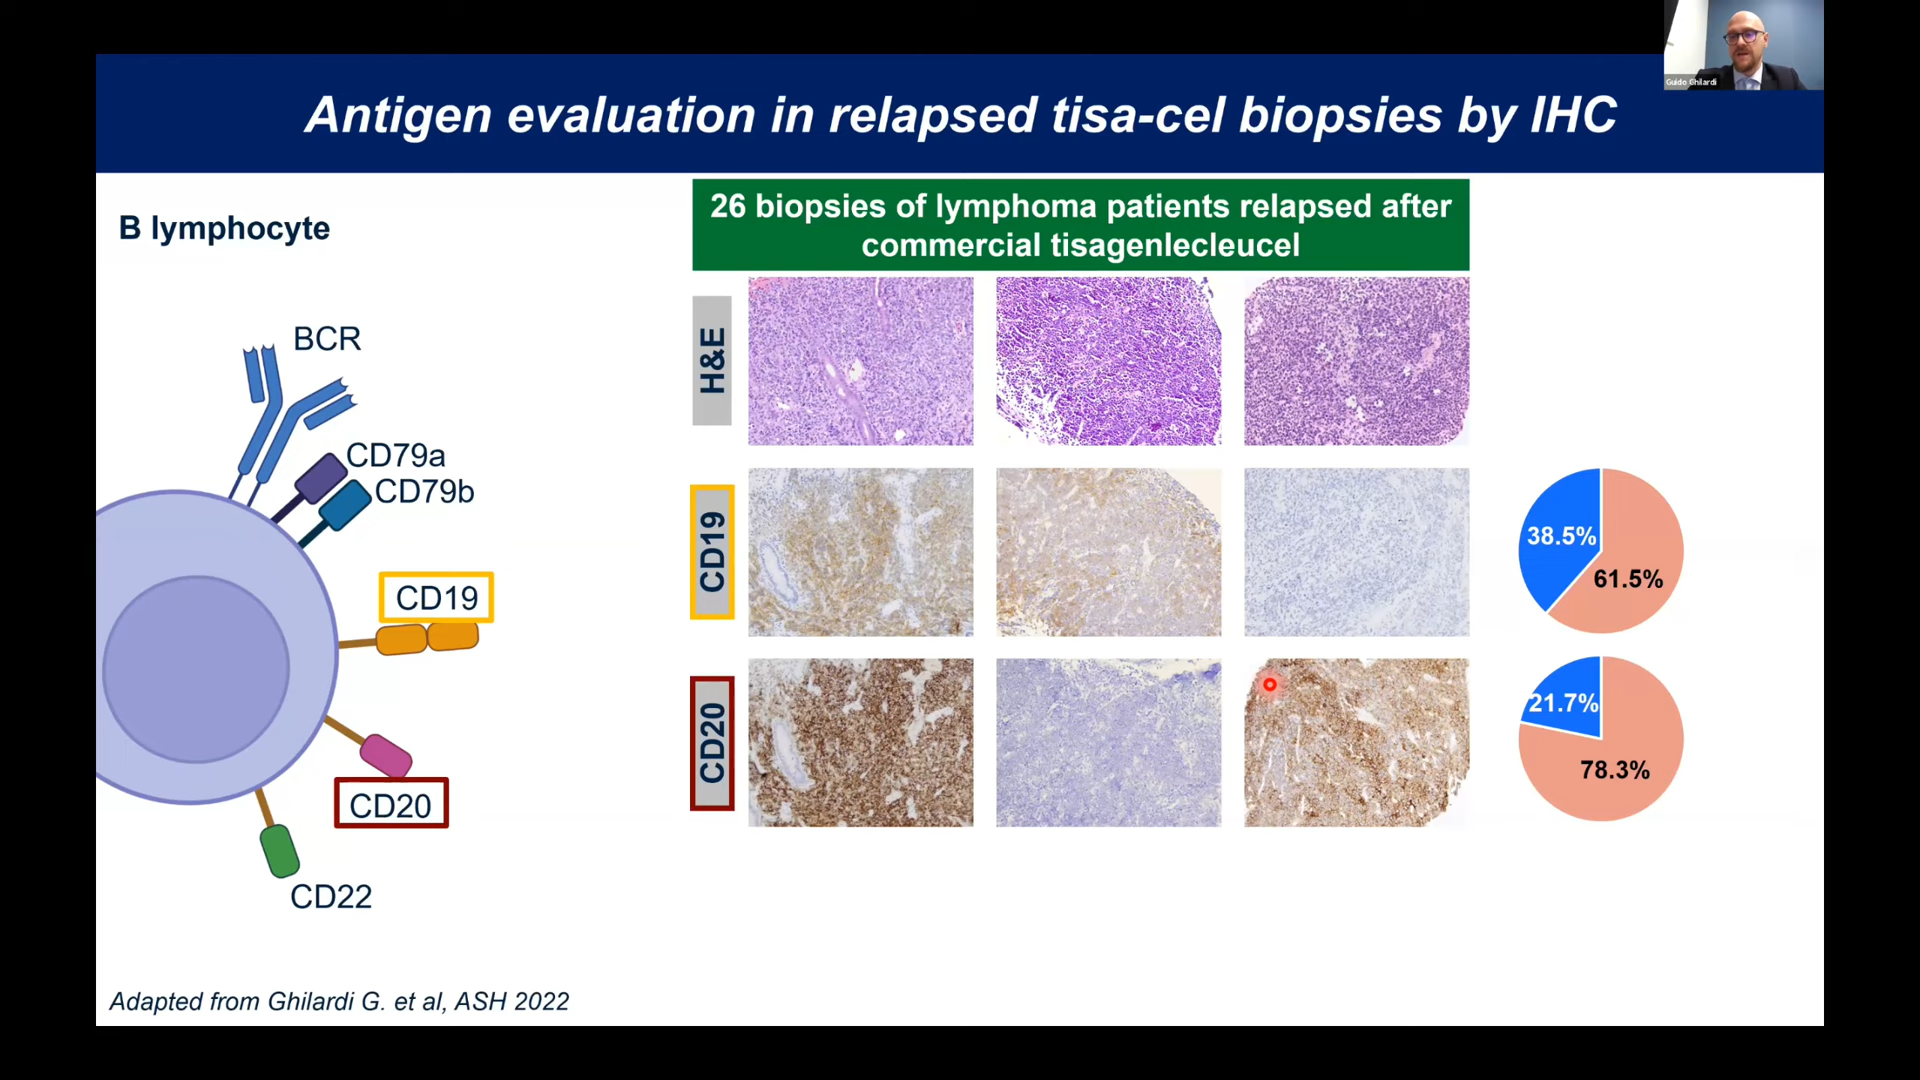 Guido Ghilardi
Antigen evaluation in relapsed tisa-cel biopsies by IHC
B lymphocyte
BCR
CD79a
CD79b
CD19
CD20
CD22
26 biopsies of lymphoma patients relapsed after
commercial tisagenlecleucel
H&E
CD19
38.5%
61.5%
CD20
21.7%
78.3%
Adapted from Ghilardi G. et al, ASH 2022